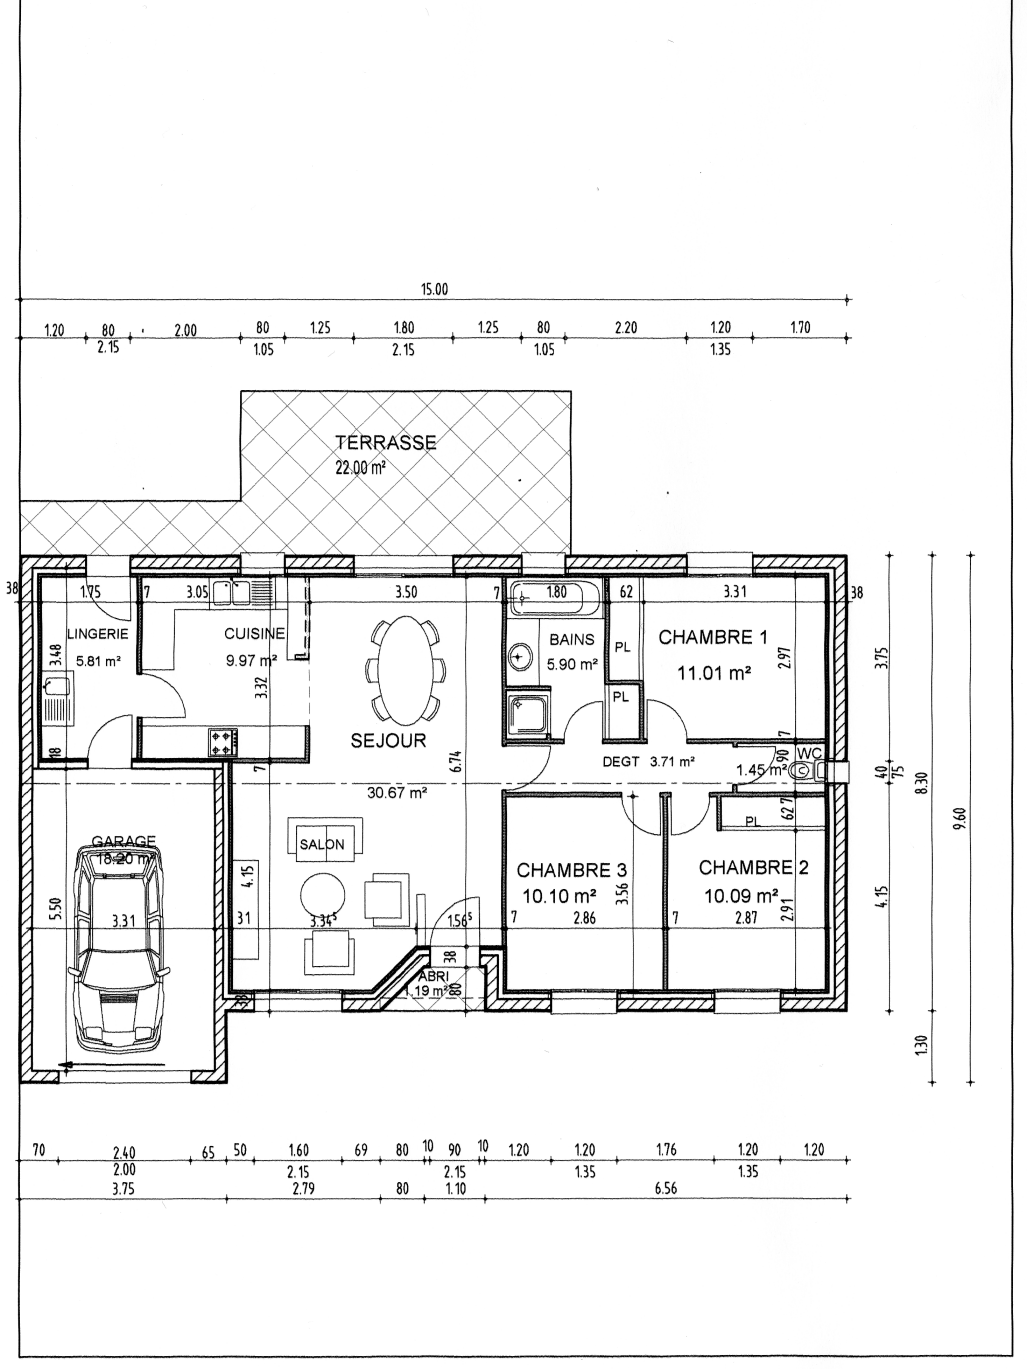 15.00
1.20 80 2.00 80 1.25 1.80 1.25 80 2.20 1.20 1.70
2.15 1.05 2.15 1.05 1.35
TERRASSE
22.00 m²
38 1.75 7 3.05 3.50 7 1.80 62 3.31 38
LINGERIE
5.81 m²
3.48
18
CUISINE
9.97 m²
3.32
7
SEJOUR
30.67 m²
6.74
BAINS
5.90 m²
PL
PL
CHAMBRE 1
11.01 m²
2.97
7
DEGT 3.71 m²
WC
1.45 m²
90
3.75
40
75
8.30
9.60
4.15
1.30
GARAGE
18.20 m²
5.50
3.31
SALON
4.15
31 3.34⁵ 1.56⁵
38
33
ABRI
1.19 m²
80
CHAMBRE 3
10.10 m²
3.56
7 2.86
PL
62 7
CHAMBRE 2
10.09 m²
2.91
7 2.87
70 2.40 65 50 1.60 69 80 10 90 10 1.20 1.20 1.76 1.20 1.20
2.00 2.15 2.15 1.35 1.35
3.75 2.79 80 1.10 6.56